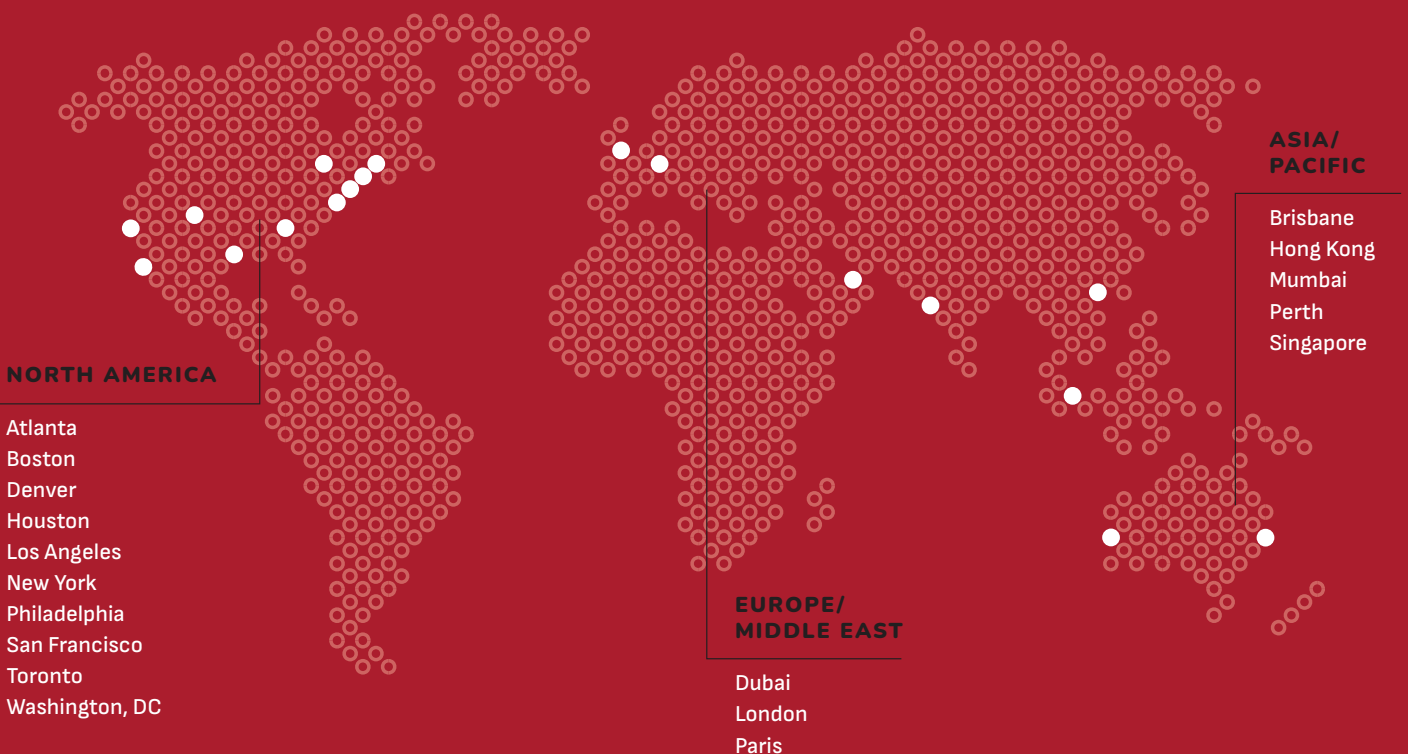 NORTH AMERICA
Atlanta
Boston
Denver
Houston
Los Angeles
New York
Philadelphia
San Francisco
Toronto
Washington, DC
EUROPE/
MIDDLE EAST
Dubai
London
Paris
ASIA/
PACIFIC
Brisbane
Hong Kong
Mumbai
Perth
Singapore